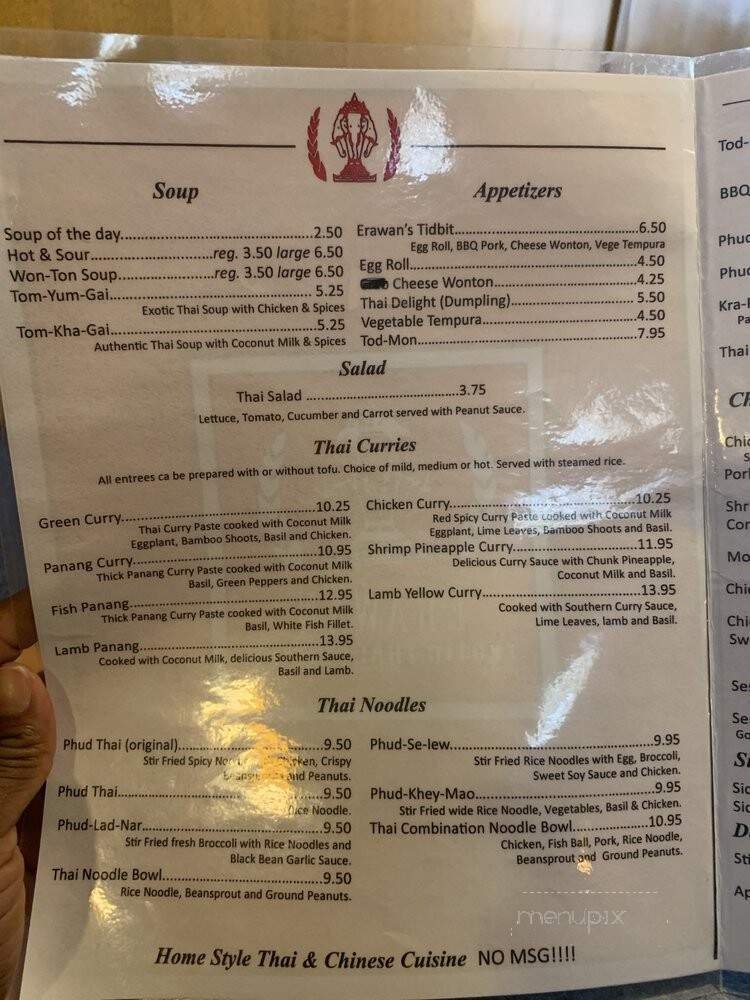 Soup
Soup of the day 2.50
Hot & Sour reg. 3.50 large 6.50
Won-Ton Soup reg. 3.50 large 6.50
Tom-Yum-Gai 5.25
Exotic Thai Soup with Chicken & Spices
Tom-Kha-Gai 5.25
Authentic Thai Soup with Coconut Milk & Spices
Appetizers
Erawan's Tidbit 6.50
Egg Roll, BBQ Pork, Cheese Wonton, Vege Tempura
Egg Roll 4.50
Cheese Wonton 4.25
Thai Delight (Dumpling) 5.50
Vegetable Tempura 4.50
Tod-Mon 7.95
Salad
Thai Salad 3.75
Lettuce, Tomato, Cucumber and Carrot served with Peanut Sauce.
Thai Curries
All entrees ca be prepared with or without tofu. Choice of mild, medium or hot. Served with steamed rice.
Green Curry 10.25
Thai Curry Paste cooked with Coconut Milk
Eggplant, Bamboo Shoots, Basil and Chicken.
Panang Curry 10.95
Thick Panang Curry Paste cooked with Coconut Milk
Basil, Green Peppers and Chicken.
Fish Panang 12.95
Thick Panang Curry Paste cooked with Coconut Milk
Basil, White Fish Fillet.
Lamb Panang 13.95
Cooked with Coconut Milk, delicious Southern Sauce,
Basil and Lamb.
Chicken Curry 10.25
Red Spicy Curry Paste cooked with Coconut Milk
Eggplant, Lime Leaves, Bamboo Shoots and Basil.
Shrimp Pineapple Curry 11.95
Delicious Curry Sauce with Chunk Pineapple,
Coconut Milk and Basil.
Lamb Yellow Curry 13.95
Cooked with Southern Curry Sauce,
Lime Leaves, lamb and Basil.
Thai Noodles
Phud Thai (original) 9.50
Stir Fried Spicy Chicken, Crispy
Beansprouts and Peanuts.
Phud Thai 9.50
Rice Noodle.
Phud-Lad-Nar 9.50
Stir Fried fresh Broccoli with Rice Noodles and
Black Bean Garlic Sauce.
Thai Noodle Bowl 9.50
Rice Noodle, Beansprout and Ground Peanuts.
Phud-Se-Iew 9.95
Stir Fried Rice Noodles with Egg, Broccoli,
Sweet Soy Sauce and Chicken.
Phud-Khey-Mao 9.95
Stir Fried wide Rice Noodle, Vegetables, Basil & Chicken.
Thai Combination Noodle Bowl 10.95
Chicken, Fish Ball, Pork, Rice Noodle,
Beansprout and Ground Peanuts.
Home Style Thai & Chinese Cuisine NO MSG!!!!
menupix
Tod-
BBQ
Phud
Phud
Kra-
Thai